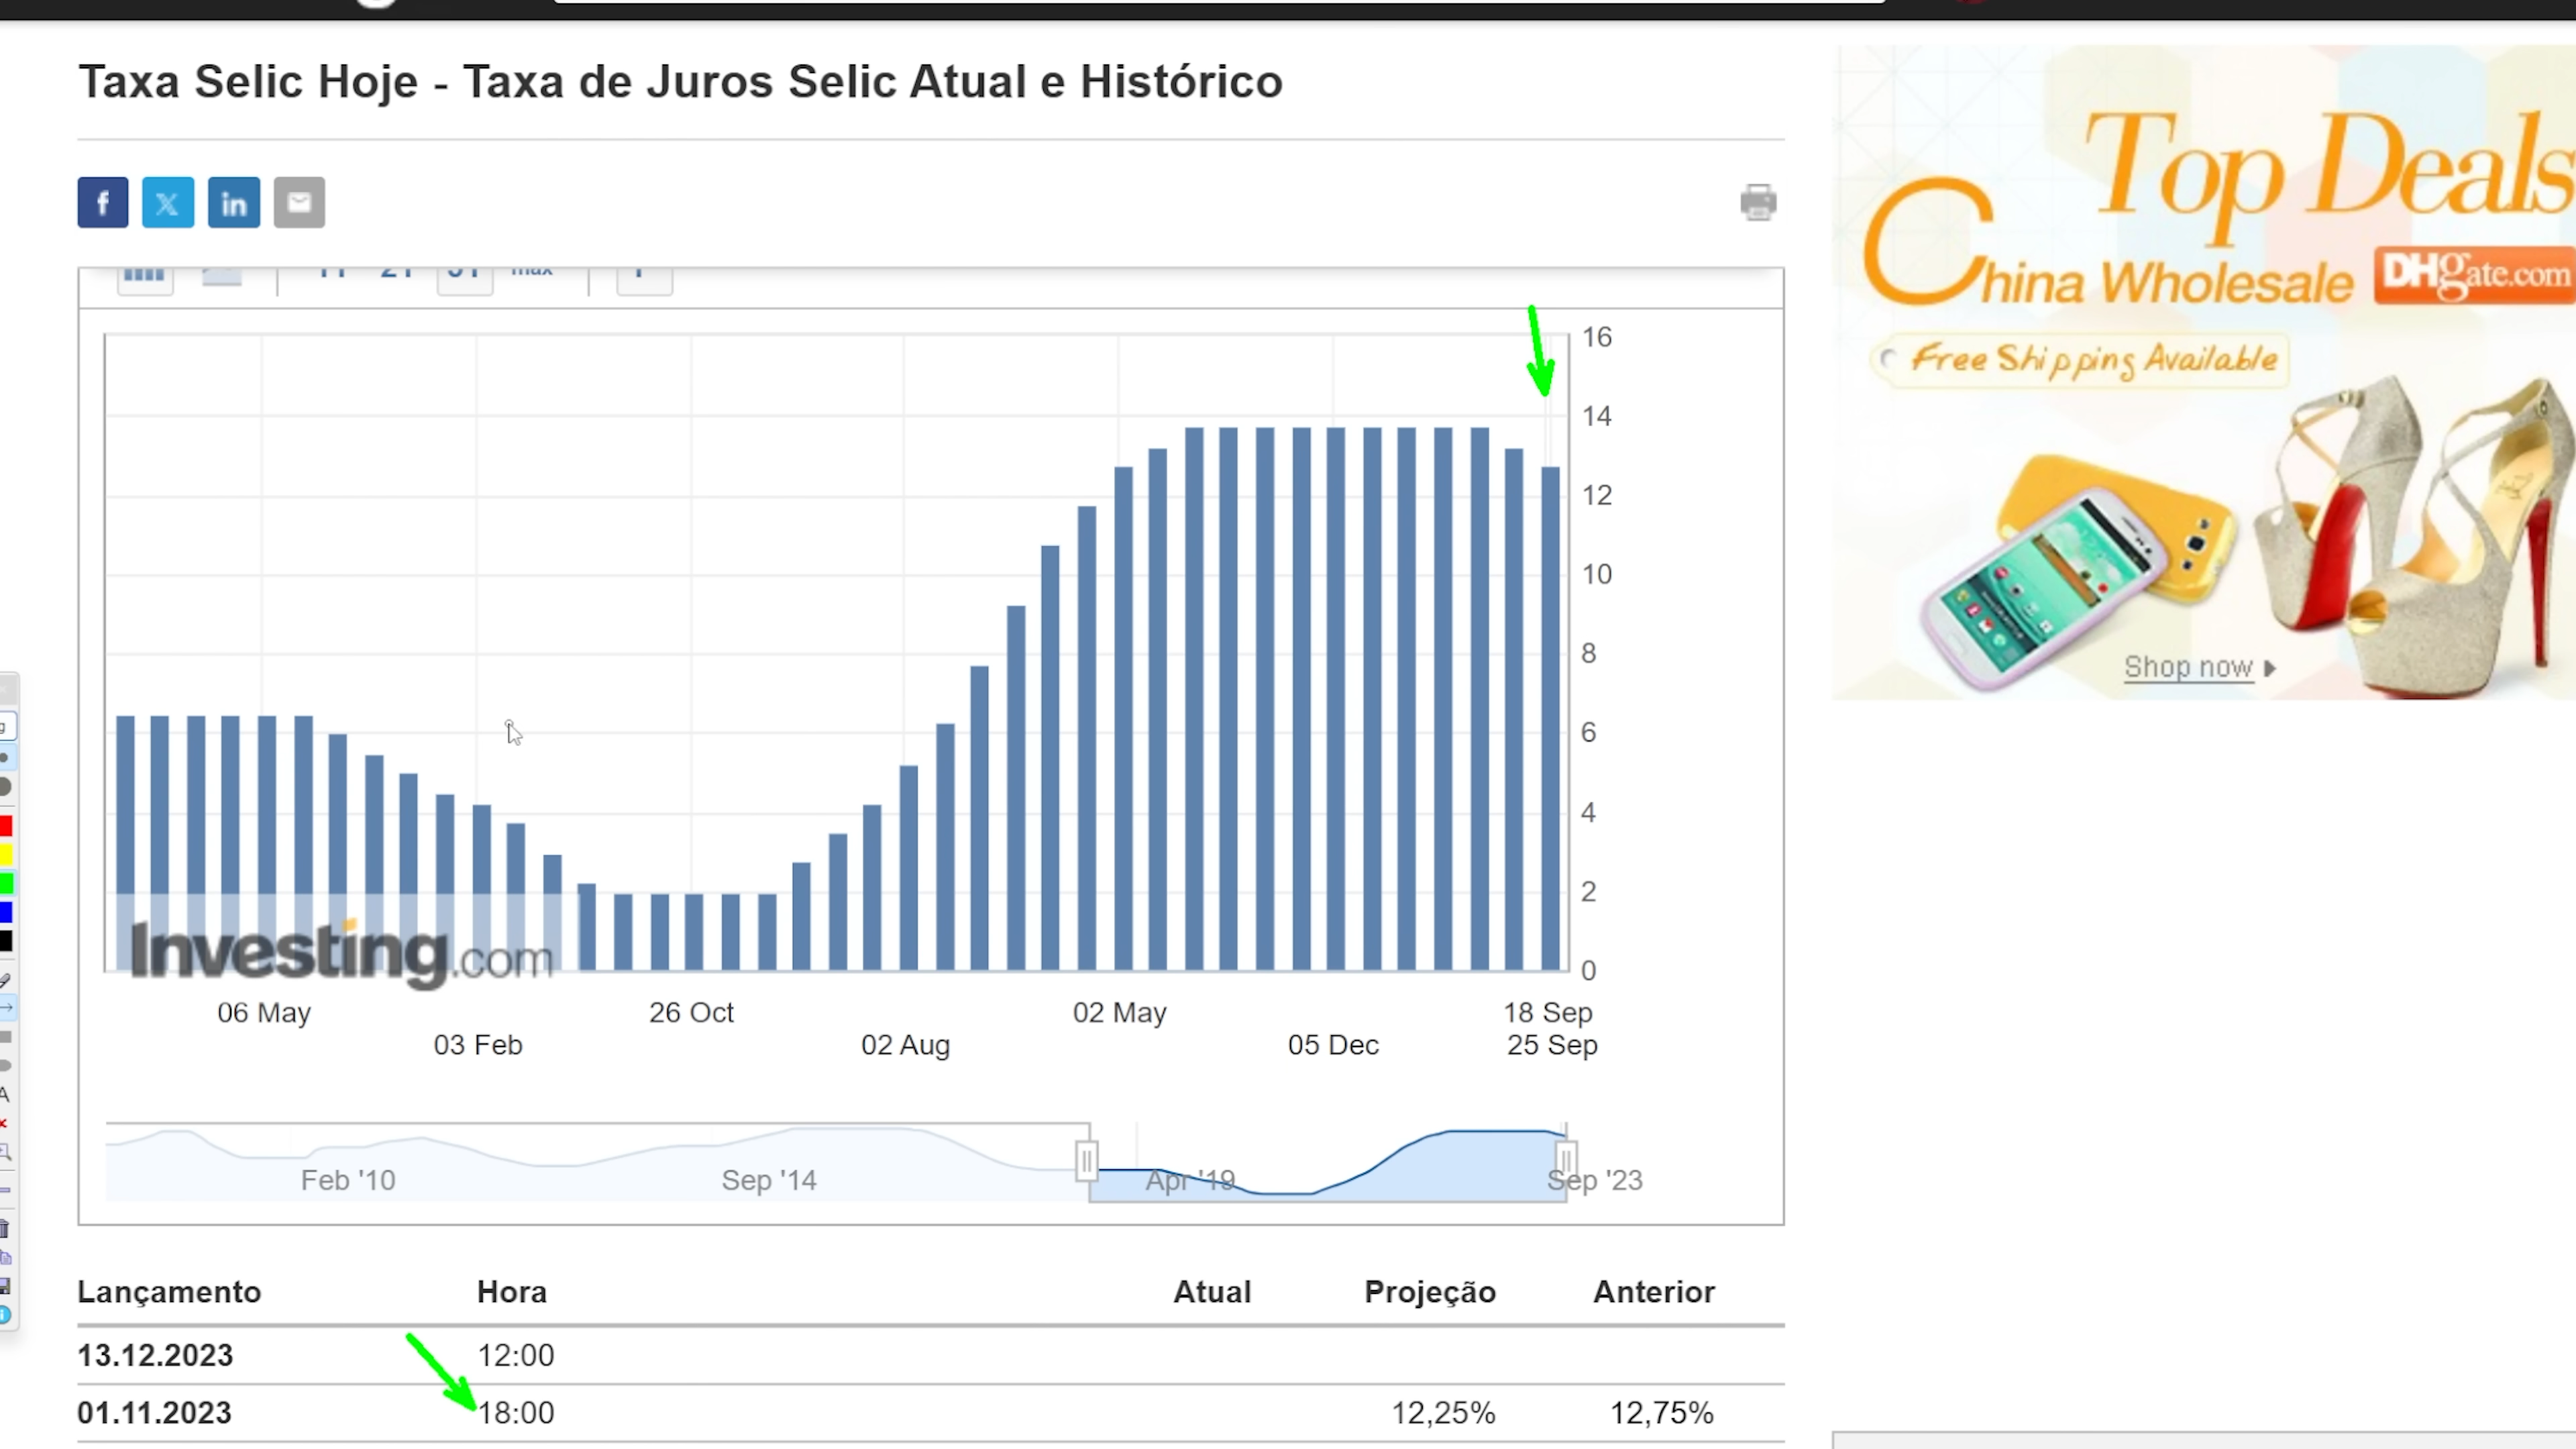 Taxa Selic Hoje - Taxa de Juros Selic Atual e Histórico
Top Deals
China Wholesale DHgate.com
Free Shipping Available
Shop now
max
16
14
12
10
8
6
4
2
0
Investing.com
06 May
26 Oct
02 May
18 Sep
03 Feb
02 Aug
05 Dec
25 Sep
Feb '10
Sep '14
Apr '19
Sep '23
Lançamento Hora Atual Projeção Anterior
13.12.2023 12:00
01.11.2023 18:00 12,25% 12,75%